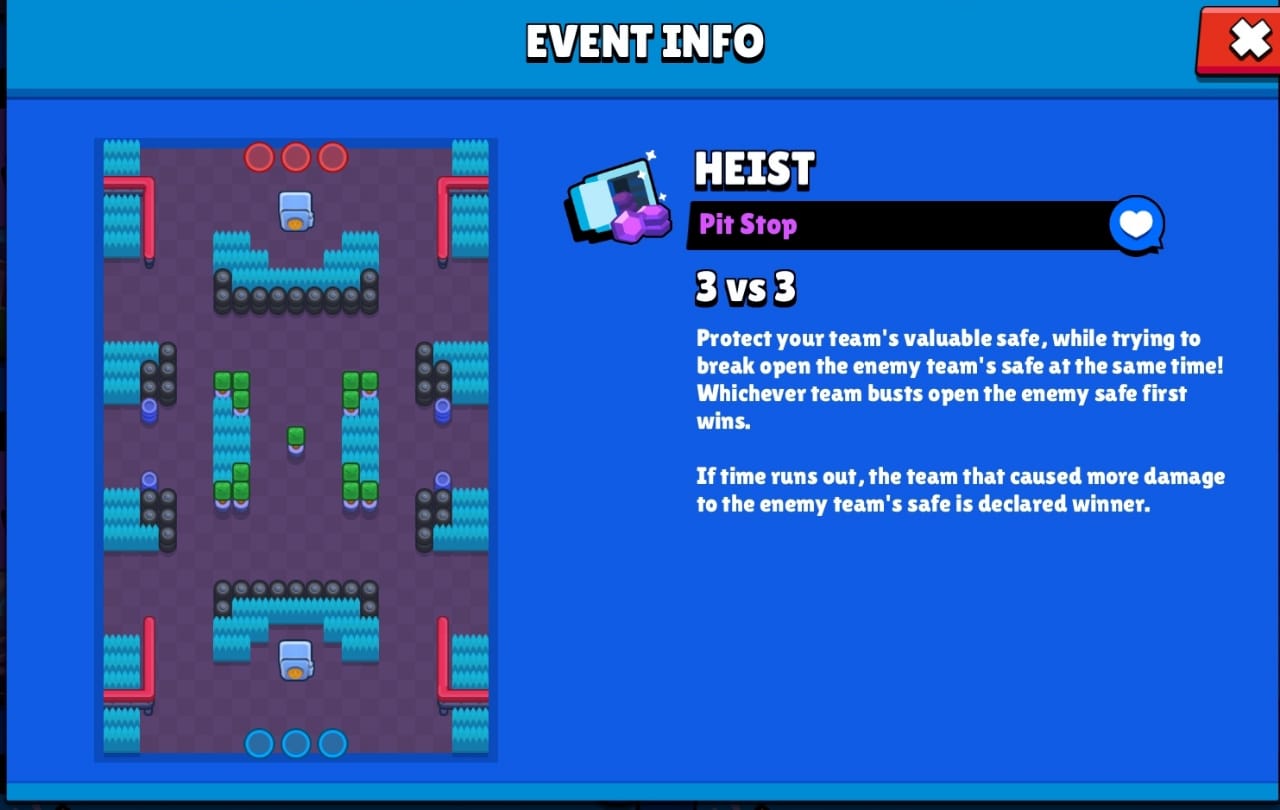 EVENT INFO
HEIST
Pit Stop
3 vs 3
Protect your team's valuable safe, while trying to
break open the enemy team's safe at the same time!
Whichever team busts open the enemy safe first
wins.
If time runs out, the team that caused more damage
to the enemy team's safe is declared winner.